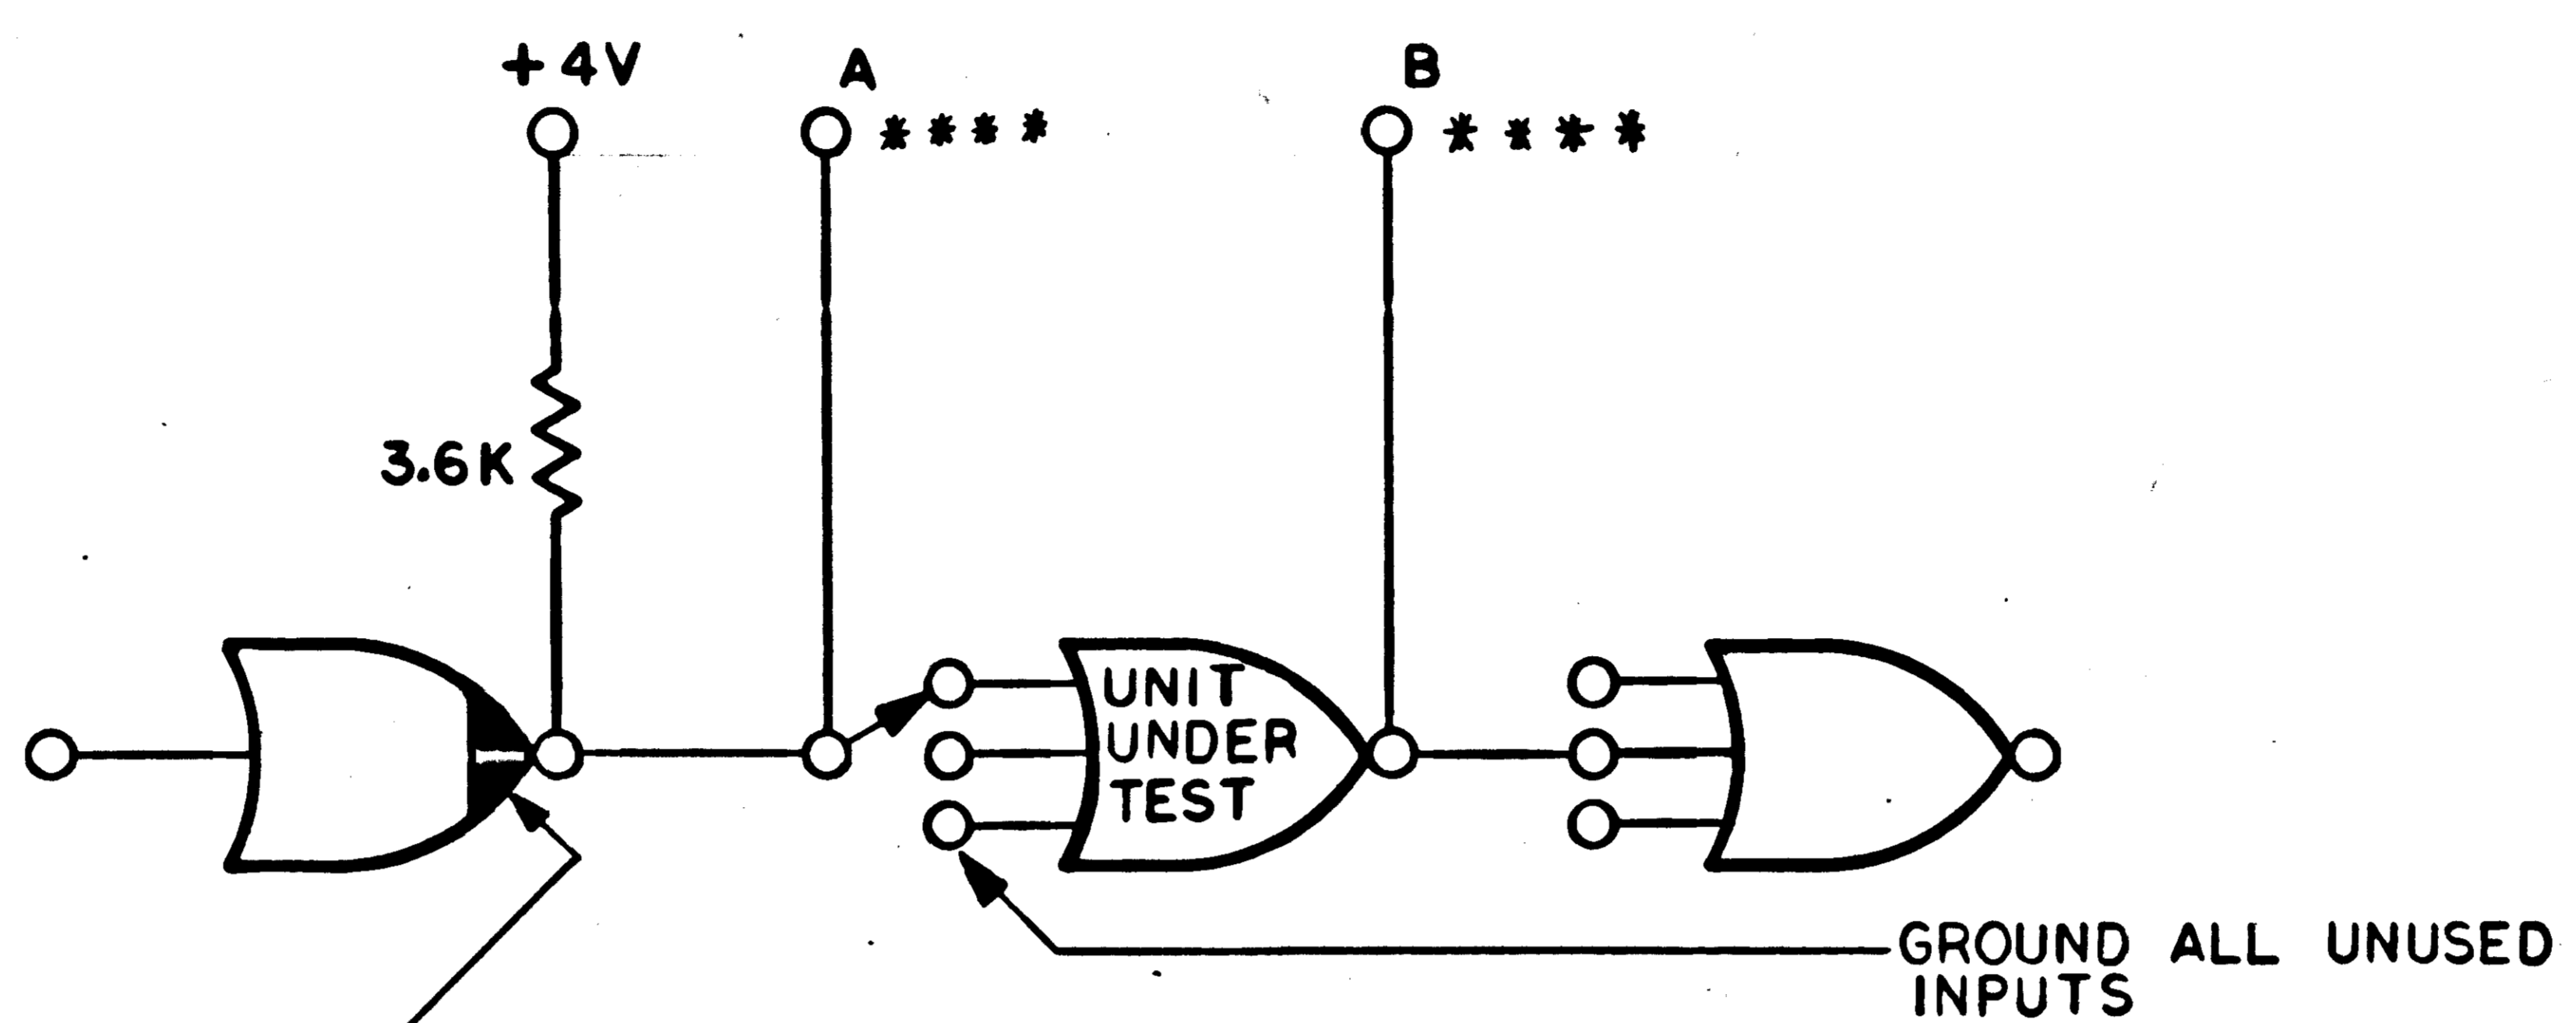 +4V
A
****
B
****
3.6K
UNIT
UNDER
TEST
GROUND ALL UNUSED
INPUTS